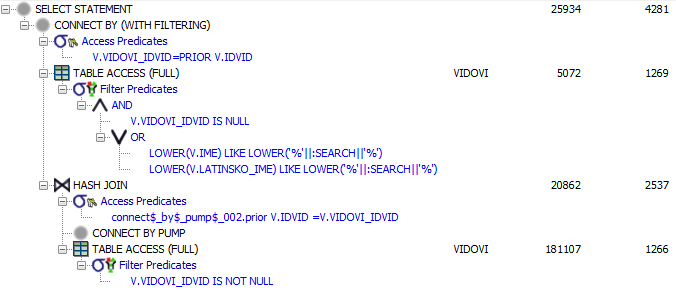 SELECT STATEMENT 25934 4281
CONNECT BY (WITH FILTERING)
Access Predicates
V.VIDOVI_IDVID=PRIOR V.IDVID
TABLE ACCESS (FULL) VIDOVI 5072 1269
Filter Predicates
AND
V.VIDOVI_IDVID IS NULL
OR
LOWER(V.IME) LIKE LOWER('%'||:SEARCH||'%')
LOWER(V.LATINSKO_IME) LIKE LOWER('%'||:SEARCH||'%')
HASH JOIN 20862 2537
Access Predicates
connect$_by$_pump$_002.prior V.IDVID =V.VIDOVI_IDVID
CONNECT BY PUMP
TABLE ACCESS (FULL) VIDOVI 181107 1266
Filter Predicates
V.VIDOVI_IDVID IS NOT NULL